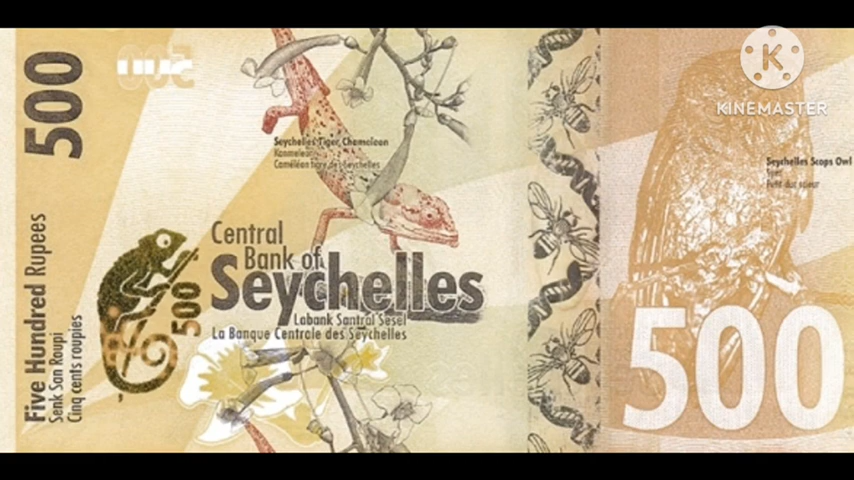 500
Five Hundred Rupees
Senk San Roupi
Cinq cents roupies
500
Seychelles Tiger Chameleon
Kanmeleon
Caméléon tigre des Seychelles
Central
Bank of
Seychelles
Labank Santral Sesel
La Banque Centrale des Seychelles
K
KINEMASTER
Seychelles Scops Owl
Syer
Petit duc scieur
500